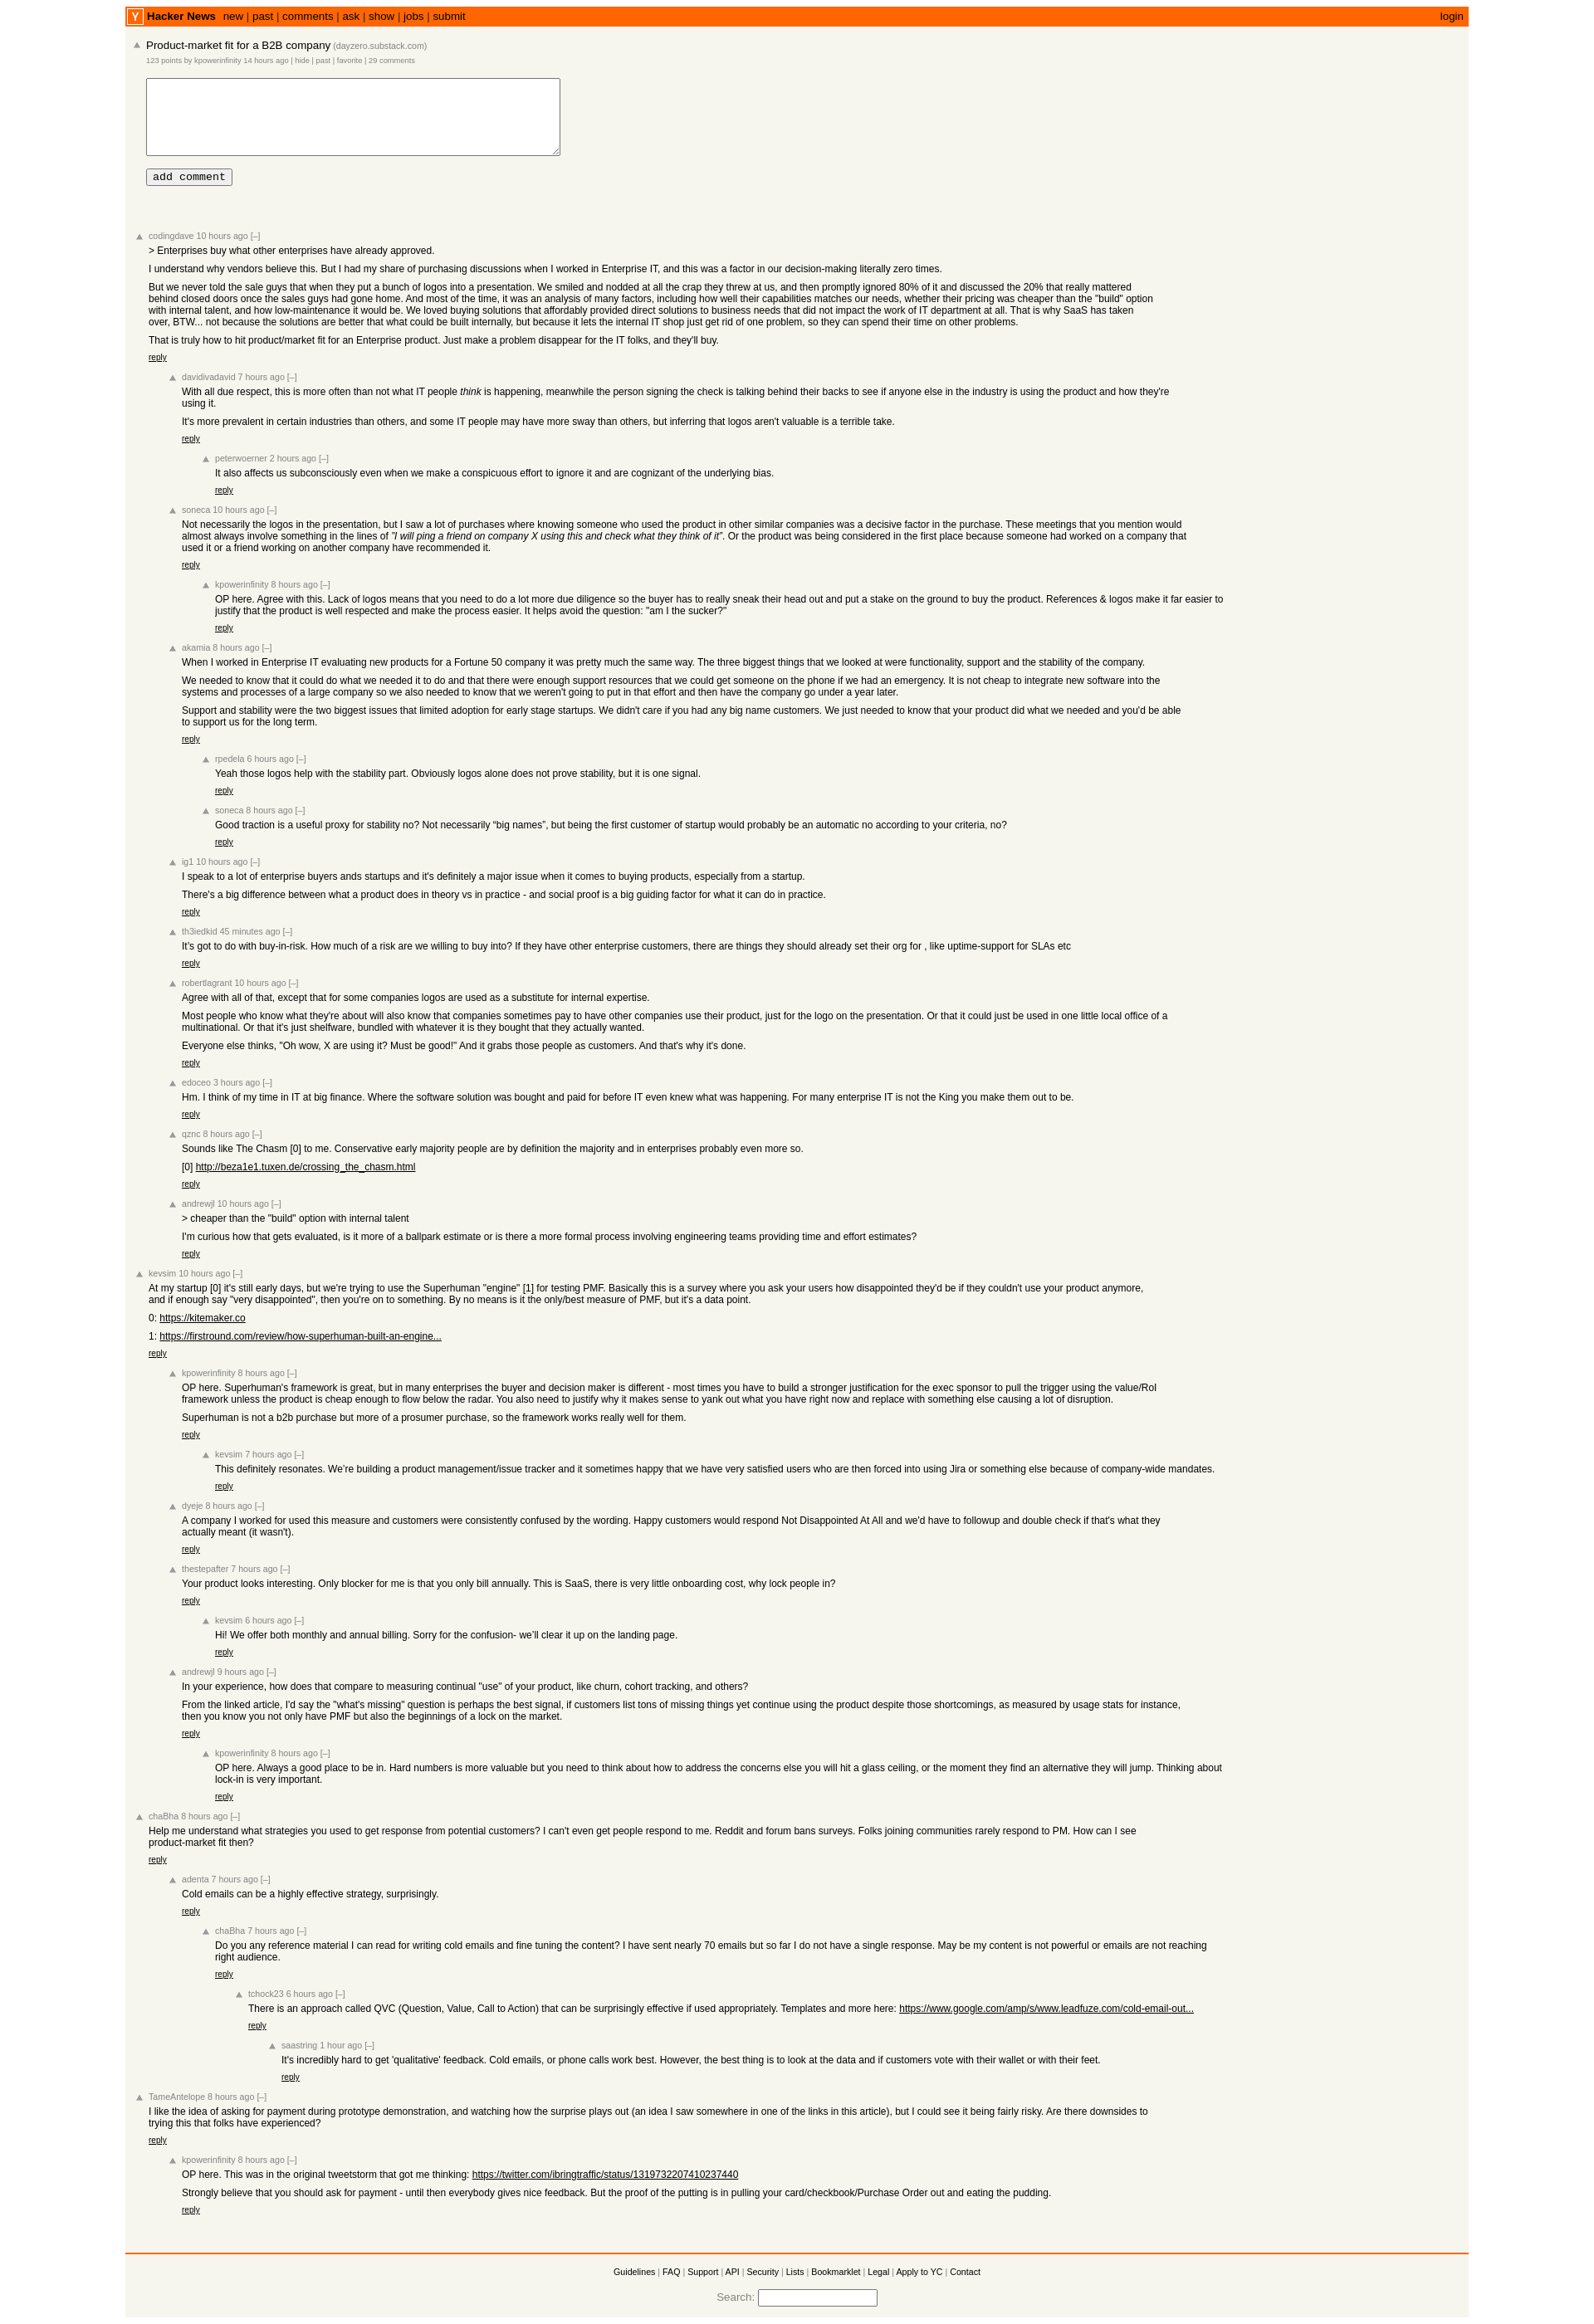 Y Hacker News new | past | comments | ask | show | jobs | submit login
Product-market fit for a B2B company (dayzero.substack.com)
123 points by kpowerinfinity 14 hours ago | hide | past | favorite | 29 comments
add comment
codingdave 10 hours ago [–]
> Enterprises buy what other enterprises have already approved.
I understand why vendors believe this. But I had my share of purchasing discussions when I worked in Enterprise IT, and this was a factor in our decision-making literally zero times.
But we never told the sale guys that when they put a bunch of logos into a presentation. We smiled and nodded at all the crap they threw at us, and then promptly ignored 80% of it and discussed the 20% that really mattered
behind closed doors once the sales guys had gone home. And most of the time, it was an analysis of many factors, including how well their capabilities matches our needs, whether their pricing was cheaper than the "build" option
with internal talent, and how low-maintenance it would be. We loved buying solutions that affordably provided direct solutions to business needs that did not impact the work of IT department at all. That is why SaaS has taken
over, BTW... not because the solutions are better that what could be built internally, but because it lets the internal IT shop just get rid of one problem, so they can spend their time on other problems.
That is truly how to hit product/market fit for an Enterprise product. Just make a problem disappear for the IT folks, and they'll buy.
reply
davidivadavid 7 hours ago [–]
With all due respect, this is more often than not what IT people think is happening, meanwhile the person signing the check is talking behind their backs to see if anyone else in the industry is using the product and how they're
using it.
It's more prevalent in certain industries than others, and some IT people may have more sway than others, but inferring that logos aren't valuable is a terrible take.
reply
peterwoerner 2 hours ago [–]
It also affects us subconsciously even when we make a conspicuous effort to ignore it and are cognizant of the underlying bias.
reply
soneca 10 hours ago [–]
Not necessarily the logos in the presentation, but I saw a lot of purchases where knowing someone who used the product in other similar companies was a decisive factor in the purchase. These meetings that you mention would
almost always involve something in the lines of "I will ping a friend on company X using this and check what they think of it". Or the product was being considered in the first place because someone had worked on a company that
used it or a friend working on another company have recommended it.
reply
kpowerinfinity 8 hours ago [–]
OP here. Agree with this. Lack of logos means that you need to do a lot more due diligence so the buyer has to really sneak their head out and put a stake on the ground to buy the product. References & logos make it far easier to
justify that the product is well respected and make the process easier. It helps avoid the question: "am I the sucker?"
reply
akamia 8 hours ago [–]
When I worked in Enterprise IT evaluating new products for a Fortune 50 company it was pretty much the same way. The three biggest things that we looked at were functionality, support and the stability of the company.
We needed to know that it could do what we needed it to do and that there were enough support resources that we could get someone on the phone if we had an emergency. It is not cheap to integrate new software into the
systems and processes of a large company so we also needed to know that we weren't going to put in that effort and then have the company go under a year later.
Support and stability were the two biggest issues that limited adoption for early stage startups. We didn't care if you had any big name customers. We just needed to know that your product did what we needed and you'd be able
to support us for the long term.
reply
rpedela 6 hours ago [–]
Yeah those logos help with the stability part. Obviously logos alone does not prove stability, but it is one signal.
reply
soneca 8 hours ago [–]
Good traction is a useful proxy for stability no? Not necessarily “big names”, but being the first customer of startup would probably be an automatic no according to your criteria, no?
reply
ig1 10 hours ago [–]
I speak to a lot of enterprise buyers ands startups and it's definitely a major issue when it comes to buying products, especially from a startup.
There's a big difference between what a product does in theory vs in practice - and social proof is a big guiding factor for what it can do in practice.
reply
th3iedkid 45 minutes ago [–]
It’s got to do with buy-in-risk. How much of a risk are we willing to buy into? If they have other enterprise customers, there are things they should already set their org for , like uptime-support for SLAs etc
reply
robertlagrant 10 hours ago [–]
Agree with all of that, except that for some companies logos are used as a substitute for internal expertise.
Most people who know what they're about will also know that companies sometimes pay to have other companies use their product, just for the logo on the presentation. Or that it could just be used in one little local office of a
multinational. Or that it's just shelfware, bundled with whatever it is they bought that they actually wanted.
Everyone else thinks, "Oh wow, X are using it? Must be good!" And it grabs those people as customers. And that's why it's done.
reply
edoceo 3 hours ago [–]
Hm. I think of my time in IT at big finance. Where the software solution was bought and paid for before IT even knew what was happening. For many enterprise IT is not the King you make them out to be.
reply
qznc 8 hours ago [–]
Sounds like The Chasm [0] to me. Conservative early majority people are by definition the majority and in enterprises probably even more so.
[0] http://beza1e1.tuxen.de/crossing_the_chasm.html
reply
andrewjl 10 hours ago [–]
> cheaper than the "build" option with internal talent
I'm curious how that gets evaluated, is it more of a ballpark estimate or is there a more formal process involving engineering teams providing time and effort estimates?
reply
kevsim 10 hours ago [–]
At my startup [0] it's still early days, but we're trying to use the Superhuman "engine" [1] for testing PMF. Basically this is a survey where you ask your users how disappointed they'd be if they couldn't use your product anymore,
and if enough say "very disappointed", then you're on to something. By no means is it the only/best measure of PMF, but it's a data point.
0: https://kitemaker.co
1: https://firstround.com/review/how-superhuman-built-an-engine...
reply
kpowerinfinity 8 hours ago [–]
OP here. Superhuman's framework is great, but in many enterprises the buyer and decision maker is different - most times you have to build a stronger justification for the exec sponsor to pull the trigger using the value/RoI
framework unless the product is cheap enough to flow below the radar. You also need to justify why it makes sense to yank out what you have right now and replace with something else causing a lot of disruption.
Superhuman is not a b2b purchase but more of a prosumer purchase, so the framework works really well for them.
reply
kevsim 7 hours ago [–]
This definitely resonates. We’re building a product management/issue tracker and it sometimes happy that we have very satisfied users who are then forced into using Jira or something else because of company-wide mandates.
reply
dyeje 8 hours ago [–]
A company I worked for used this measure and customers were consistently confused by the wording. Happy customers would respond Not Disappointed At All and we'd have to followup and double check if that's what they
actually meant (it wasn't).
reply
thestepafter 7 hours ago [–]
Your product looks interesting. Only blocker for me is that you only bill annually. This is SaaS, there is very little onboarding cost, why lock people in?
reply
kevsim 6 hours ago [–]
Hi! We offer both monthly and annual billing. Sorry for the confusion- we’ll clear it up on the landing page.
reply
andrewjl 9 hours ago [–]
In your experience, how does that compare to measuring continual "use" of your product, like churn, cohort tracking, and others?
From the linked article, I'd say the "what's missing" question is perhaps the best signal, if customers list tons of missing things yet continue using the product despite those shortcomings, as measured by usage stats for instance,
then you know you not only have PMF but also the beginnings of a lock on the market.
reply
kpowerinfinity 8 hours ago [–]
OP here. Always a good place to be in. Hard numbers is more valuable but you need to think about how to address the concerns else you will hit a glass ceiling, or the moment they find an alternative they will jump. Thinking about
lock-in is very important.
reply
chaBha 8 hours ago [–]
Help me understand what strategies you used to get response from potential customers? I can't even get people respond to me. Reddit and forum bans surveys. Folks joining communities rarely respond to PM. How can I see
product-market fit then?
reply
adenta 7 hours ago [–]
Cold emails can be a highly effective strategy, surprisingly.
reply
chaBha 7 hours ago [–]
Do you any reference material I can read for writing cold emails and fine tuning the content? I have sent nearly 70 emails but so far I do not have a single response. May be my content is not powerful or emails are not reaching
right audience.
reply
tchock23 6 hours ago [–]
There is an approach called QVC (Question, Value, Call to Action) that can be surprisingly effective if used appropriately. Templates and more here: https://www.google.com/amp/s/www.leadfuze.com/cold-email-out...
reply
saastring 1 hour ago [–]
It's incredibly hard to get 'qualitative' feedback. Cold emails, or phone calls work best. However, the best thing is to look at the data and if customers vote with their wallet or with their feet.
reply
TameAntelope 8 hours ago [–]
I like the idea of asking for payment during prototype demonstration, and watching how the surprise plays out (an idea I saw somewhere in one of the links in this article), but I could see it being fairly risky. Are there downsides to
trying this that folks have experienced?
reply
kpowerinfinity 8 hours ago [–]
OP here. This was in the original tweetstorm that got me thinking: https://twitter.com/ibringtraffic/status/1319732207410237440
Strongly believe that you should ask for payment - until then everybody gives nice feedback. But the proof of the putting is in pulling your card/checkbook/Purchase Order out and eating the pudding.
reply
Guidelines | FAQ | Support | API | Security | Lists | Bookmarklet | Legal | Apply to YC | Contact
Search: